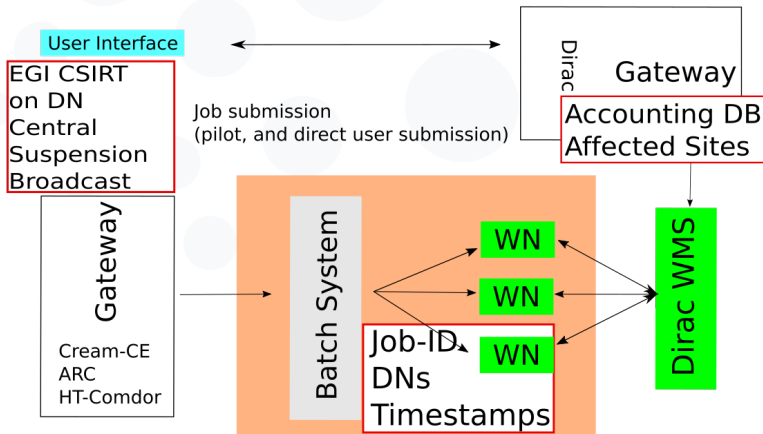 User Interface
EGI CSIRT
on DN
Central
Suspension
Broadcast
Job submission
(pilot, and direct user submission)
Dirac
Gateway
Accounting DB
Affected Sites
Gateway
Cream-CE
ARC
HT-Comdor
Batch System
WN
WN
WN
Job-ID
DNs
Timestamps
Dirac WMS